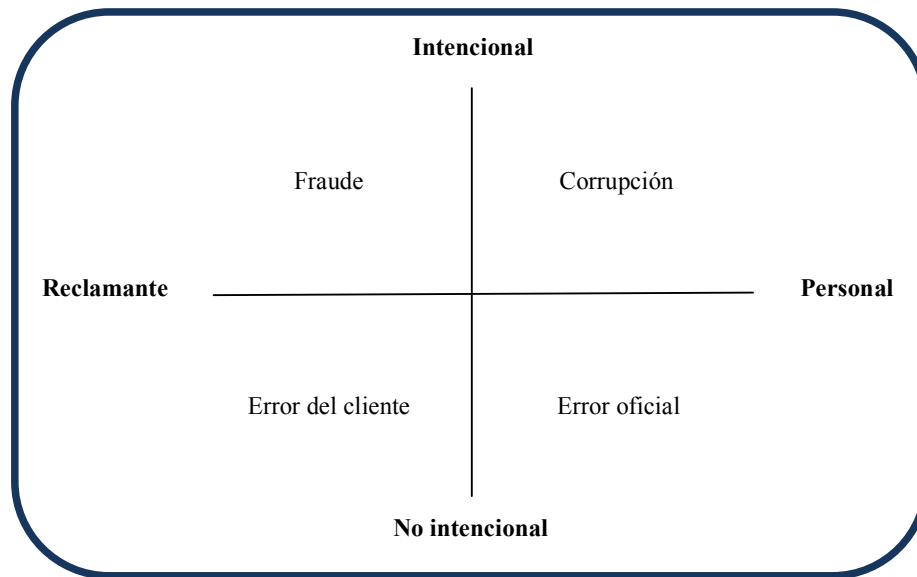 Intencional
Fraude
Corrupción
Reclamante
Personal
Error del cliente
Error oficial
No intencional